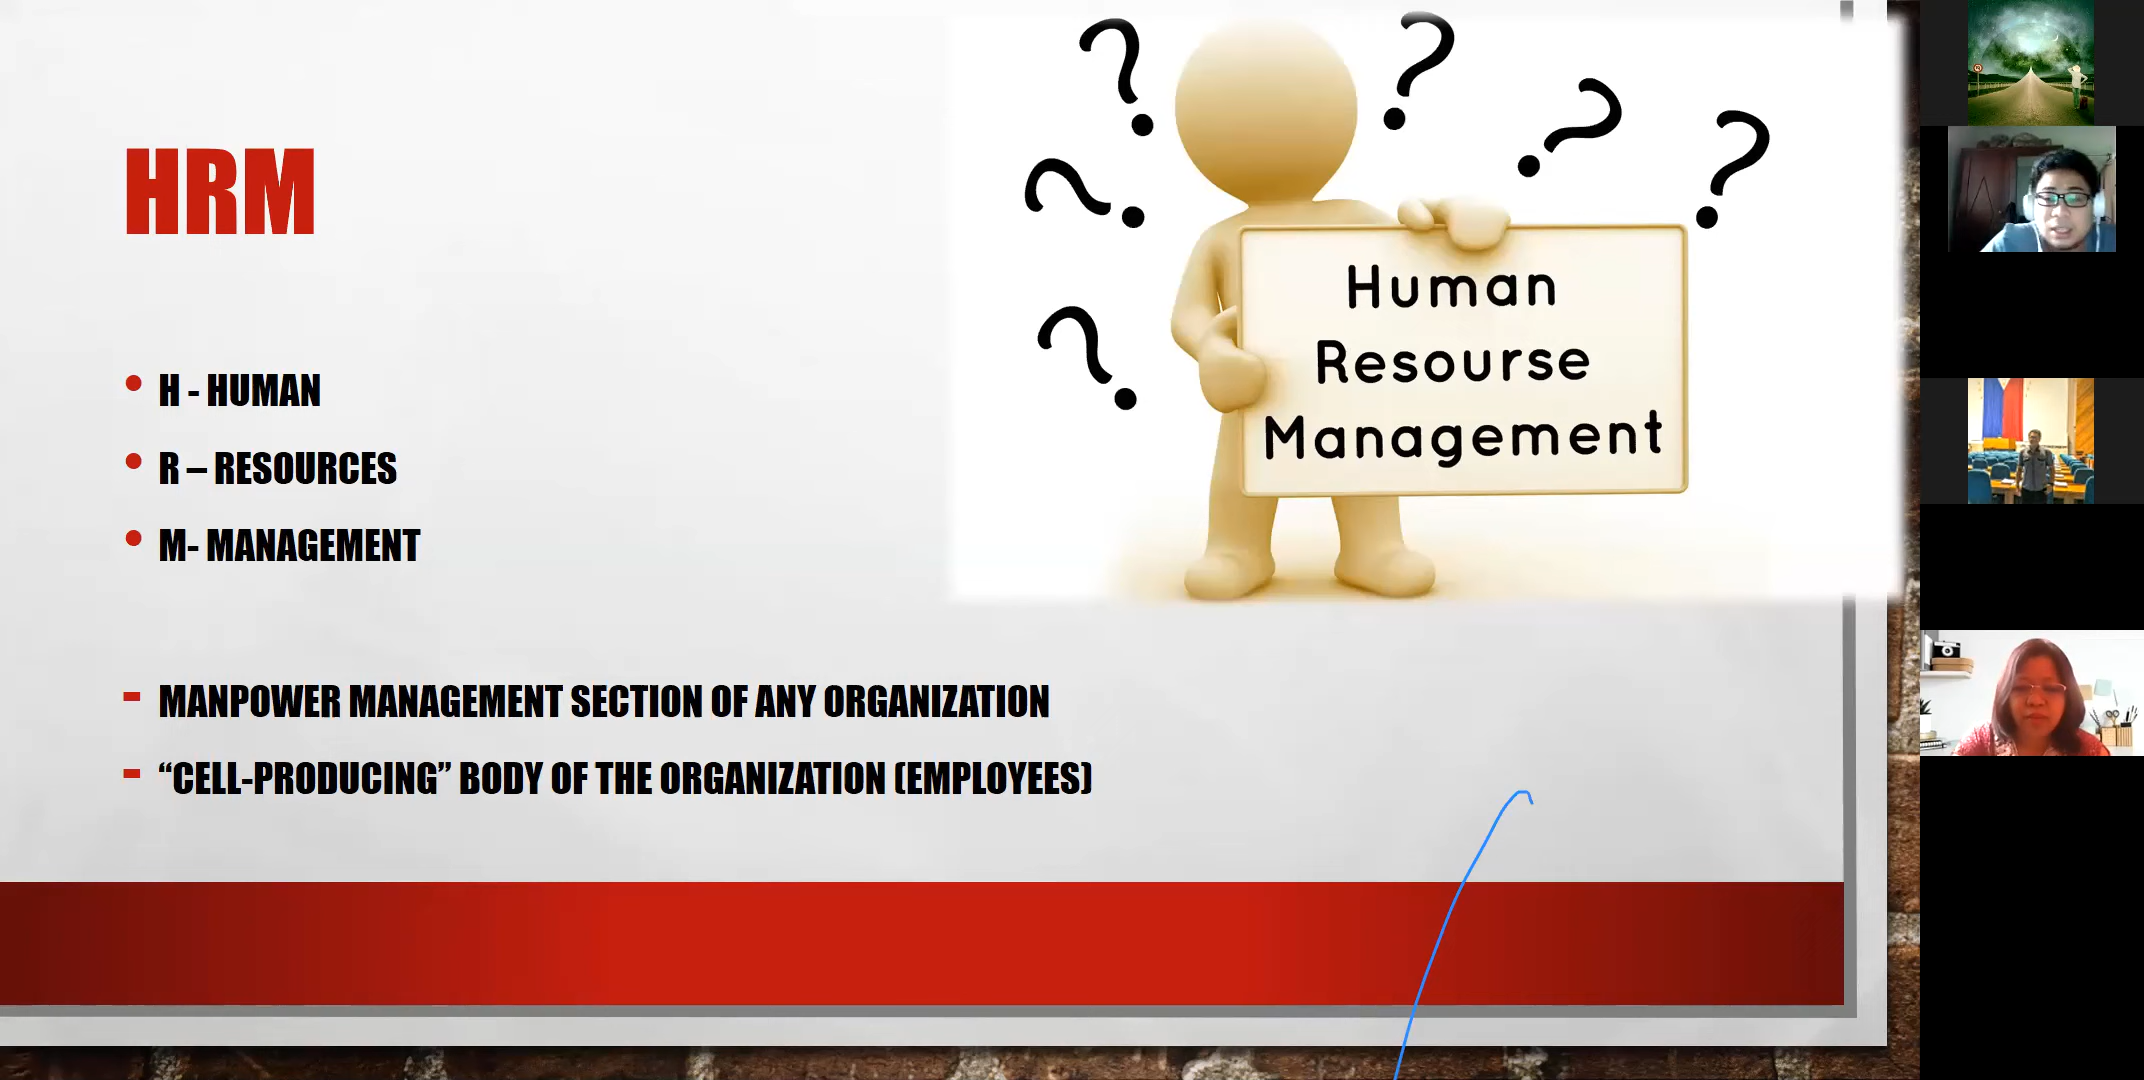 HRM
• H - HUMAN
• R – RESOURCES
• M- MANAGEMENT
- MANPOWER MANAGEMENT SECTION OF ANY ORGANIZATION
- “CELL-PRODUCING” BODY OF THE ORGANIZATION (EMPLOYEES)
Human
Resourse
Management